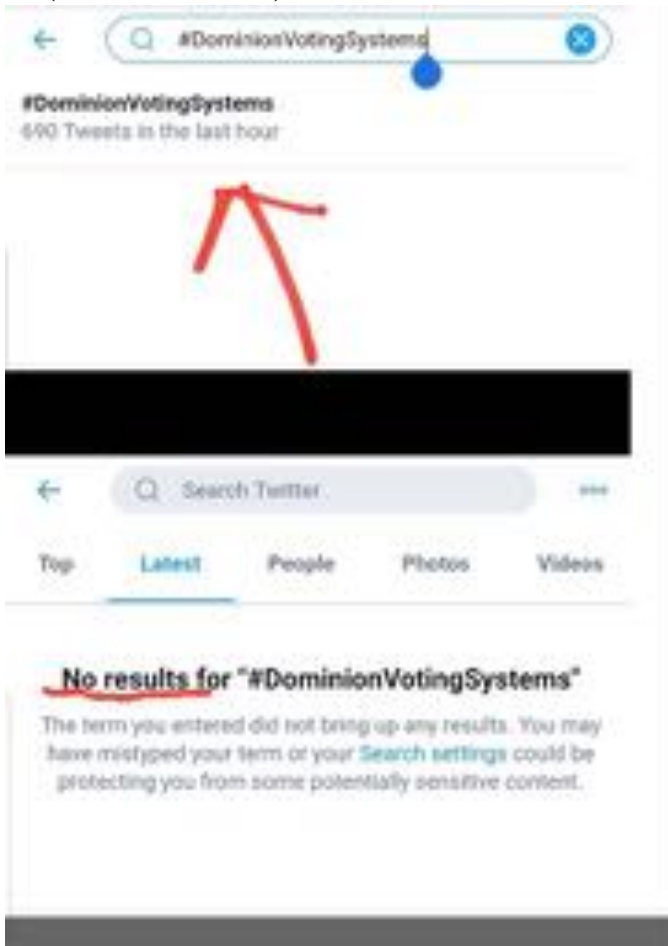 #DominionVotingSystems
#DominionVotingSystems
690 Tweets in the last hour
Search Twitter
Top Latest People Photos Videos
No results for "#DominionVotingSystems"
The term you entered did not bring up any results. You may
have mistyped your term or your Search settings could be
protecting you from some potentially sensitive content.